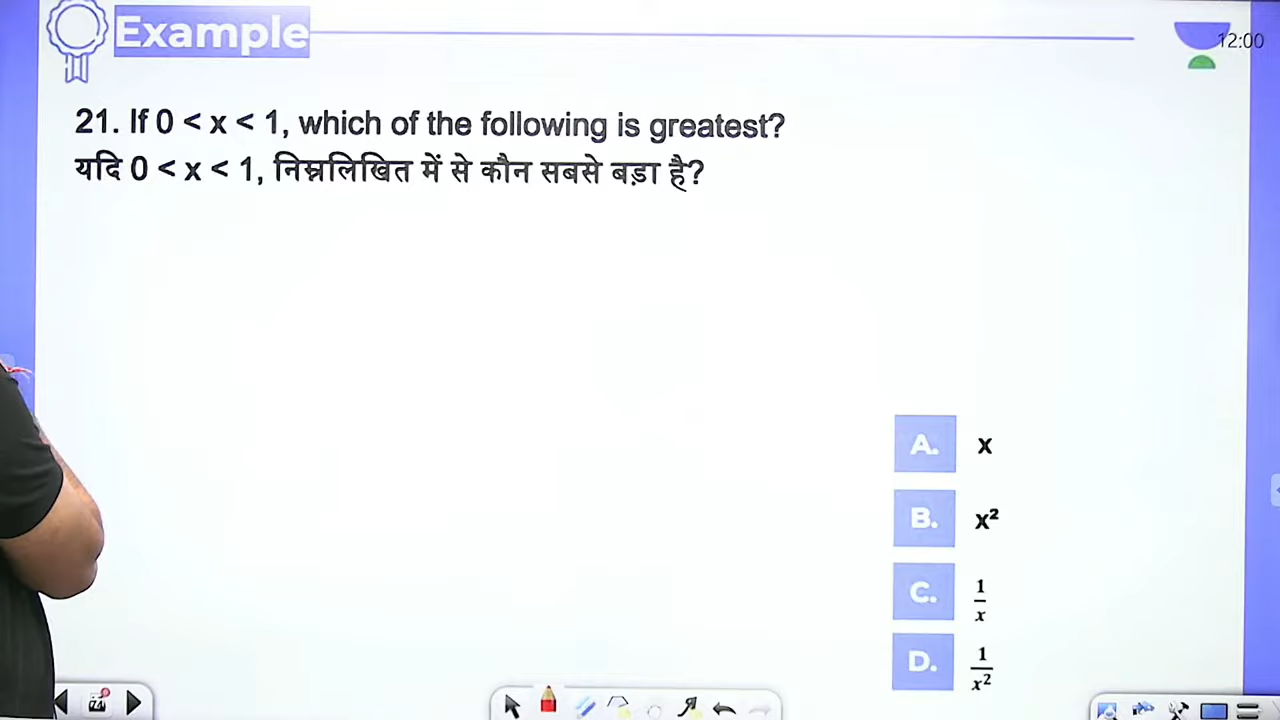 Example
12:00
21. If 0 < x < 1, which of the following is greatest?
यदि 0 < x < 1, निम्नलिखित में से कौन सबसे बड़ा है?
A. x
B. x²
C. 1/x
D. 1/x²
74